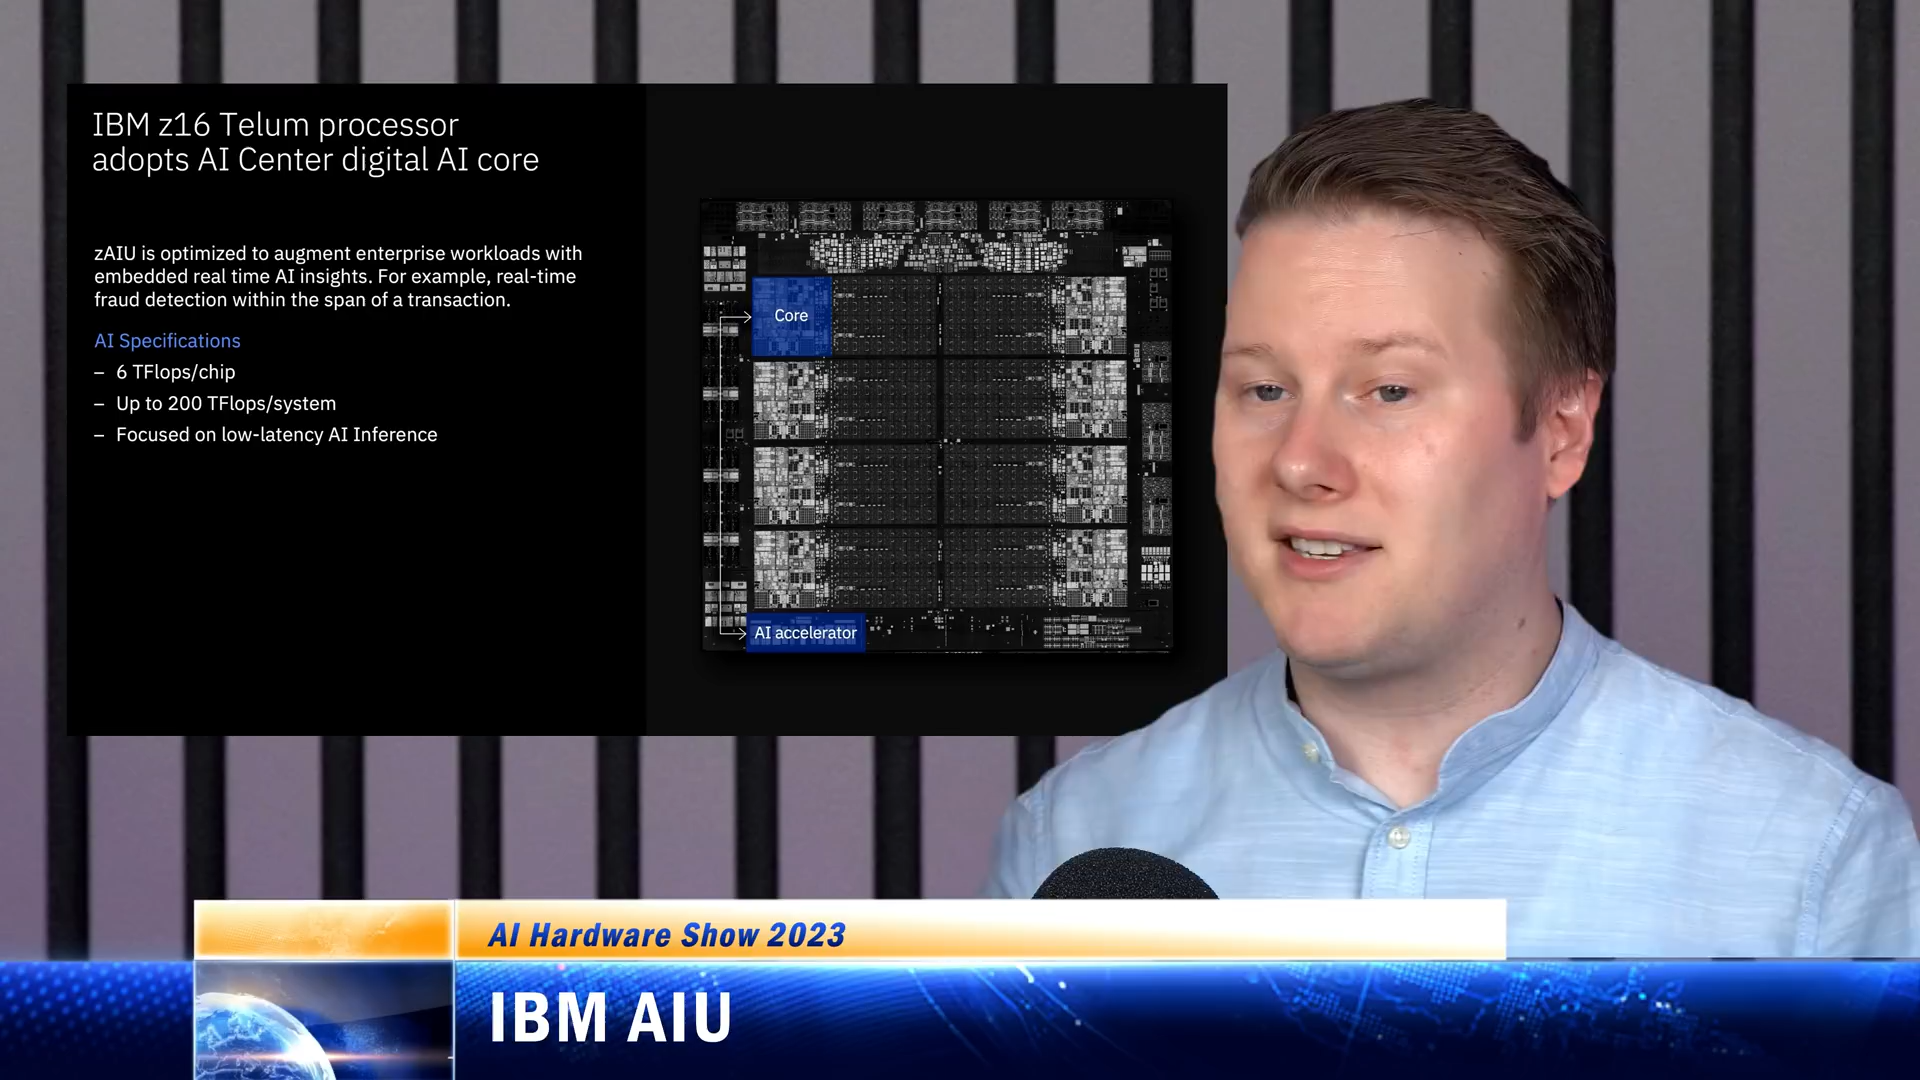 IBM z16 Telum processor
adopts AI Center digital AI core
zAIU is optimized to augment enterprise workloads with
embedded real time AI insights. For example, real-time
fraud detection within the span of a transaction.
AI Specifications
– 6 TFlops/chip
– Up to 200 TFlops/system
– Focused on low-latency AI Inference
Core
AI accelerator
AI Hardware Show 2023
IBM AIU